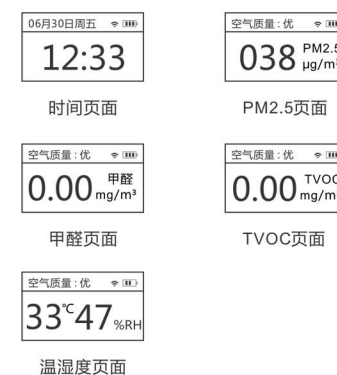 06月30日周五
12:33
时间页面
空气质量:优
038 PM2.5
μg/m³
PM2.5页面
空气质量:优
0.00 甲醛
mg/m³
甲醛页面
空气质量:优
0.00 TVOC
mg/m
TVOC页面
空气质量:优
33℃47%RH
温湿度页面